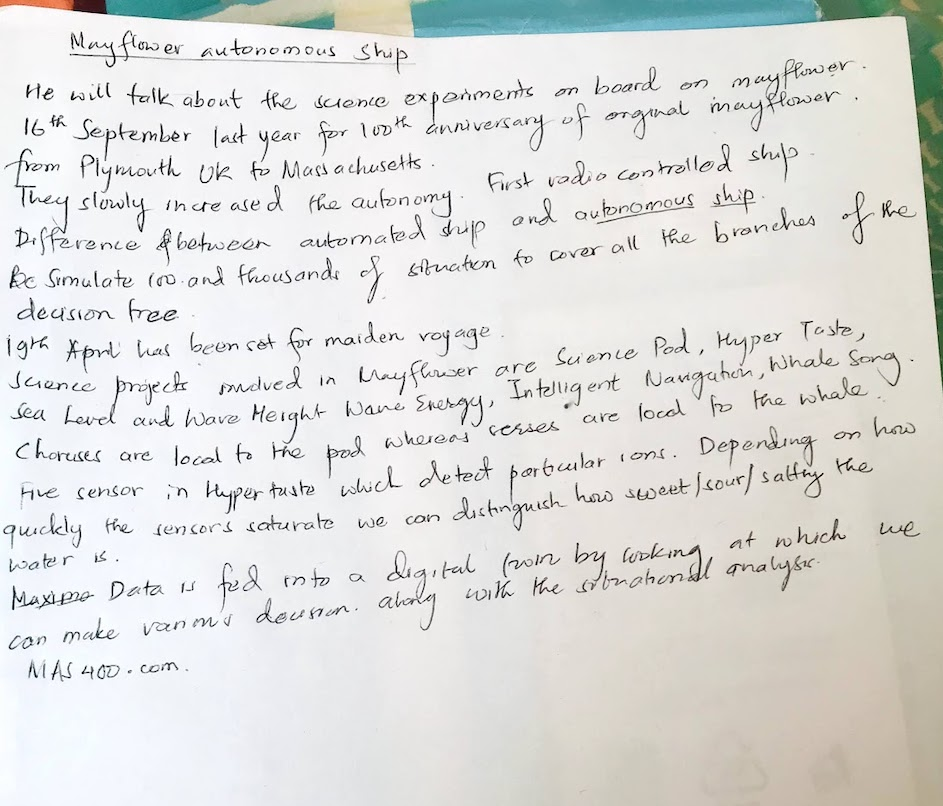 Mayflower autonomous ship
He will talk about the science experiments on board on mayflower.
16th September last year for 100th anniversary of orginal mayflower.
from Plymouth UK to Massachusetts.
They slowly increased the autonomy. First radio controlled ship.
Difference between automated ship and autonomous ship.
Simulate 100 and thousands of situation to cover all the branches of the
decision tree.
19th April has been set for maiden voyage.
Science projects involved in Mayflower are Science Pod, Hyper Taste,
Sea Level and Wave Height Wave Energy, Intelligent Navigation, Whale Song.
Choruses are local to the pod whereas verses are local to the whale.
Five sensor in Hyper taste which detect particular ions. Depending on how
quickly the sensors saturate we can distinguish how sweet/sour/salty the
water is.
Maximo Data is fed into a digital twin by looking at which we
can make various decision. along with the situational analysis.
MAS400.com.